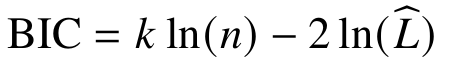 BIC = k ln(n) − 2 ln(L̂)